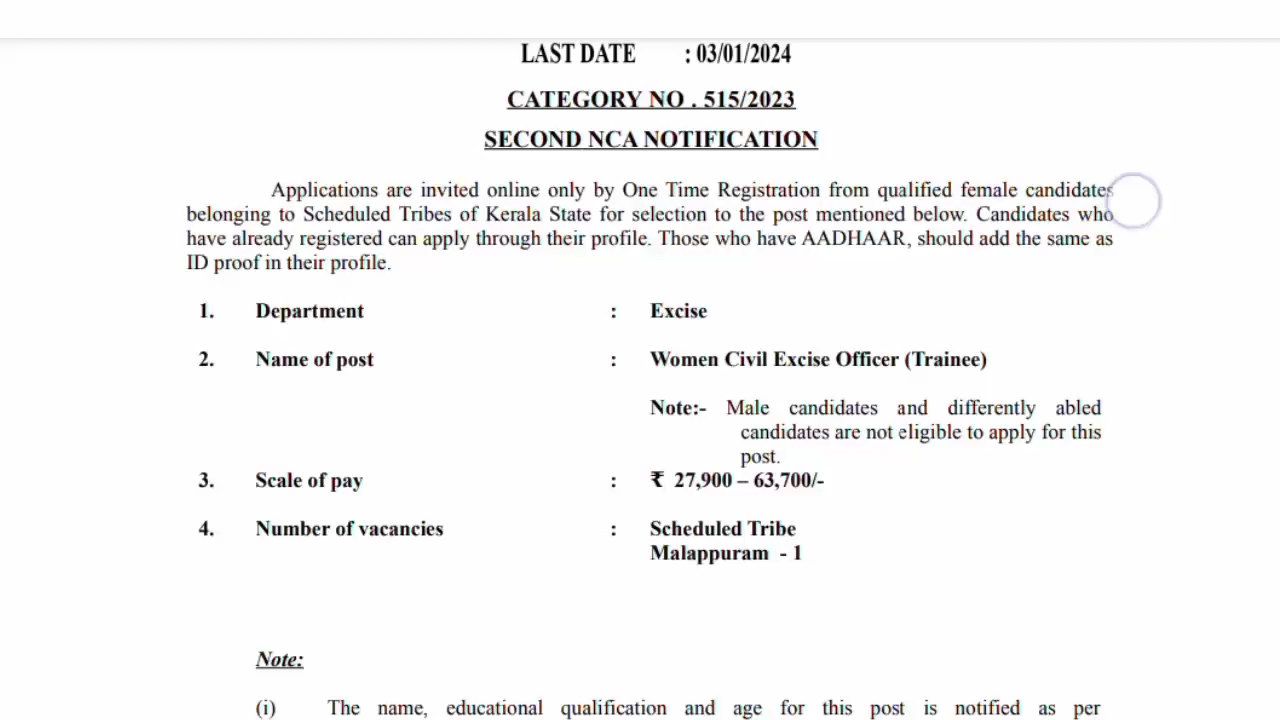 LAST DATE : 03/01/2024
CATEGORY NO . 515/2023
SECOND NCA NOTIFICATION
Applications are invited online only by One Time Registration from qualified female candidates
belonging to Scheduled Tribes of Kerala State for selection to the post mentioned below. Candidates who
have already registered can apply through their profile. Those who have AADHAAR, should add the same as
ID proof in their profile.
1. Department : Excise
2. Name of post : Women Civil Excise Officer (Trainee)
Note:- Male candidates and differently abled
candidates are not eligible to apply for this
post.
3. Scale of pay : ₹ 27,900 – 63,700/-
4. Number of vacancies : Scheduled Tribe
Malappuram - 1
Note:
(i) The name, educational qualification and age for this post is notified as per